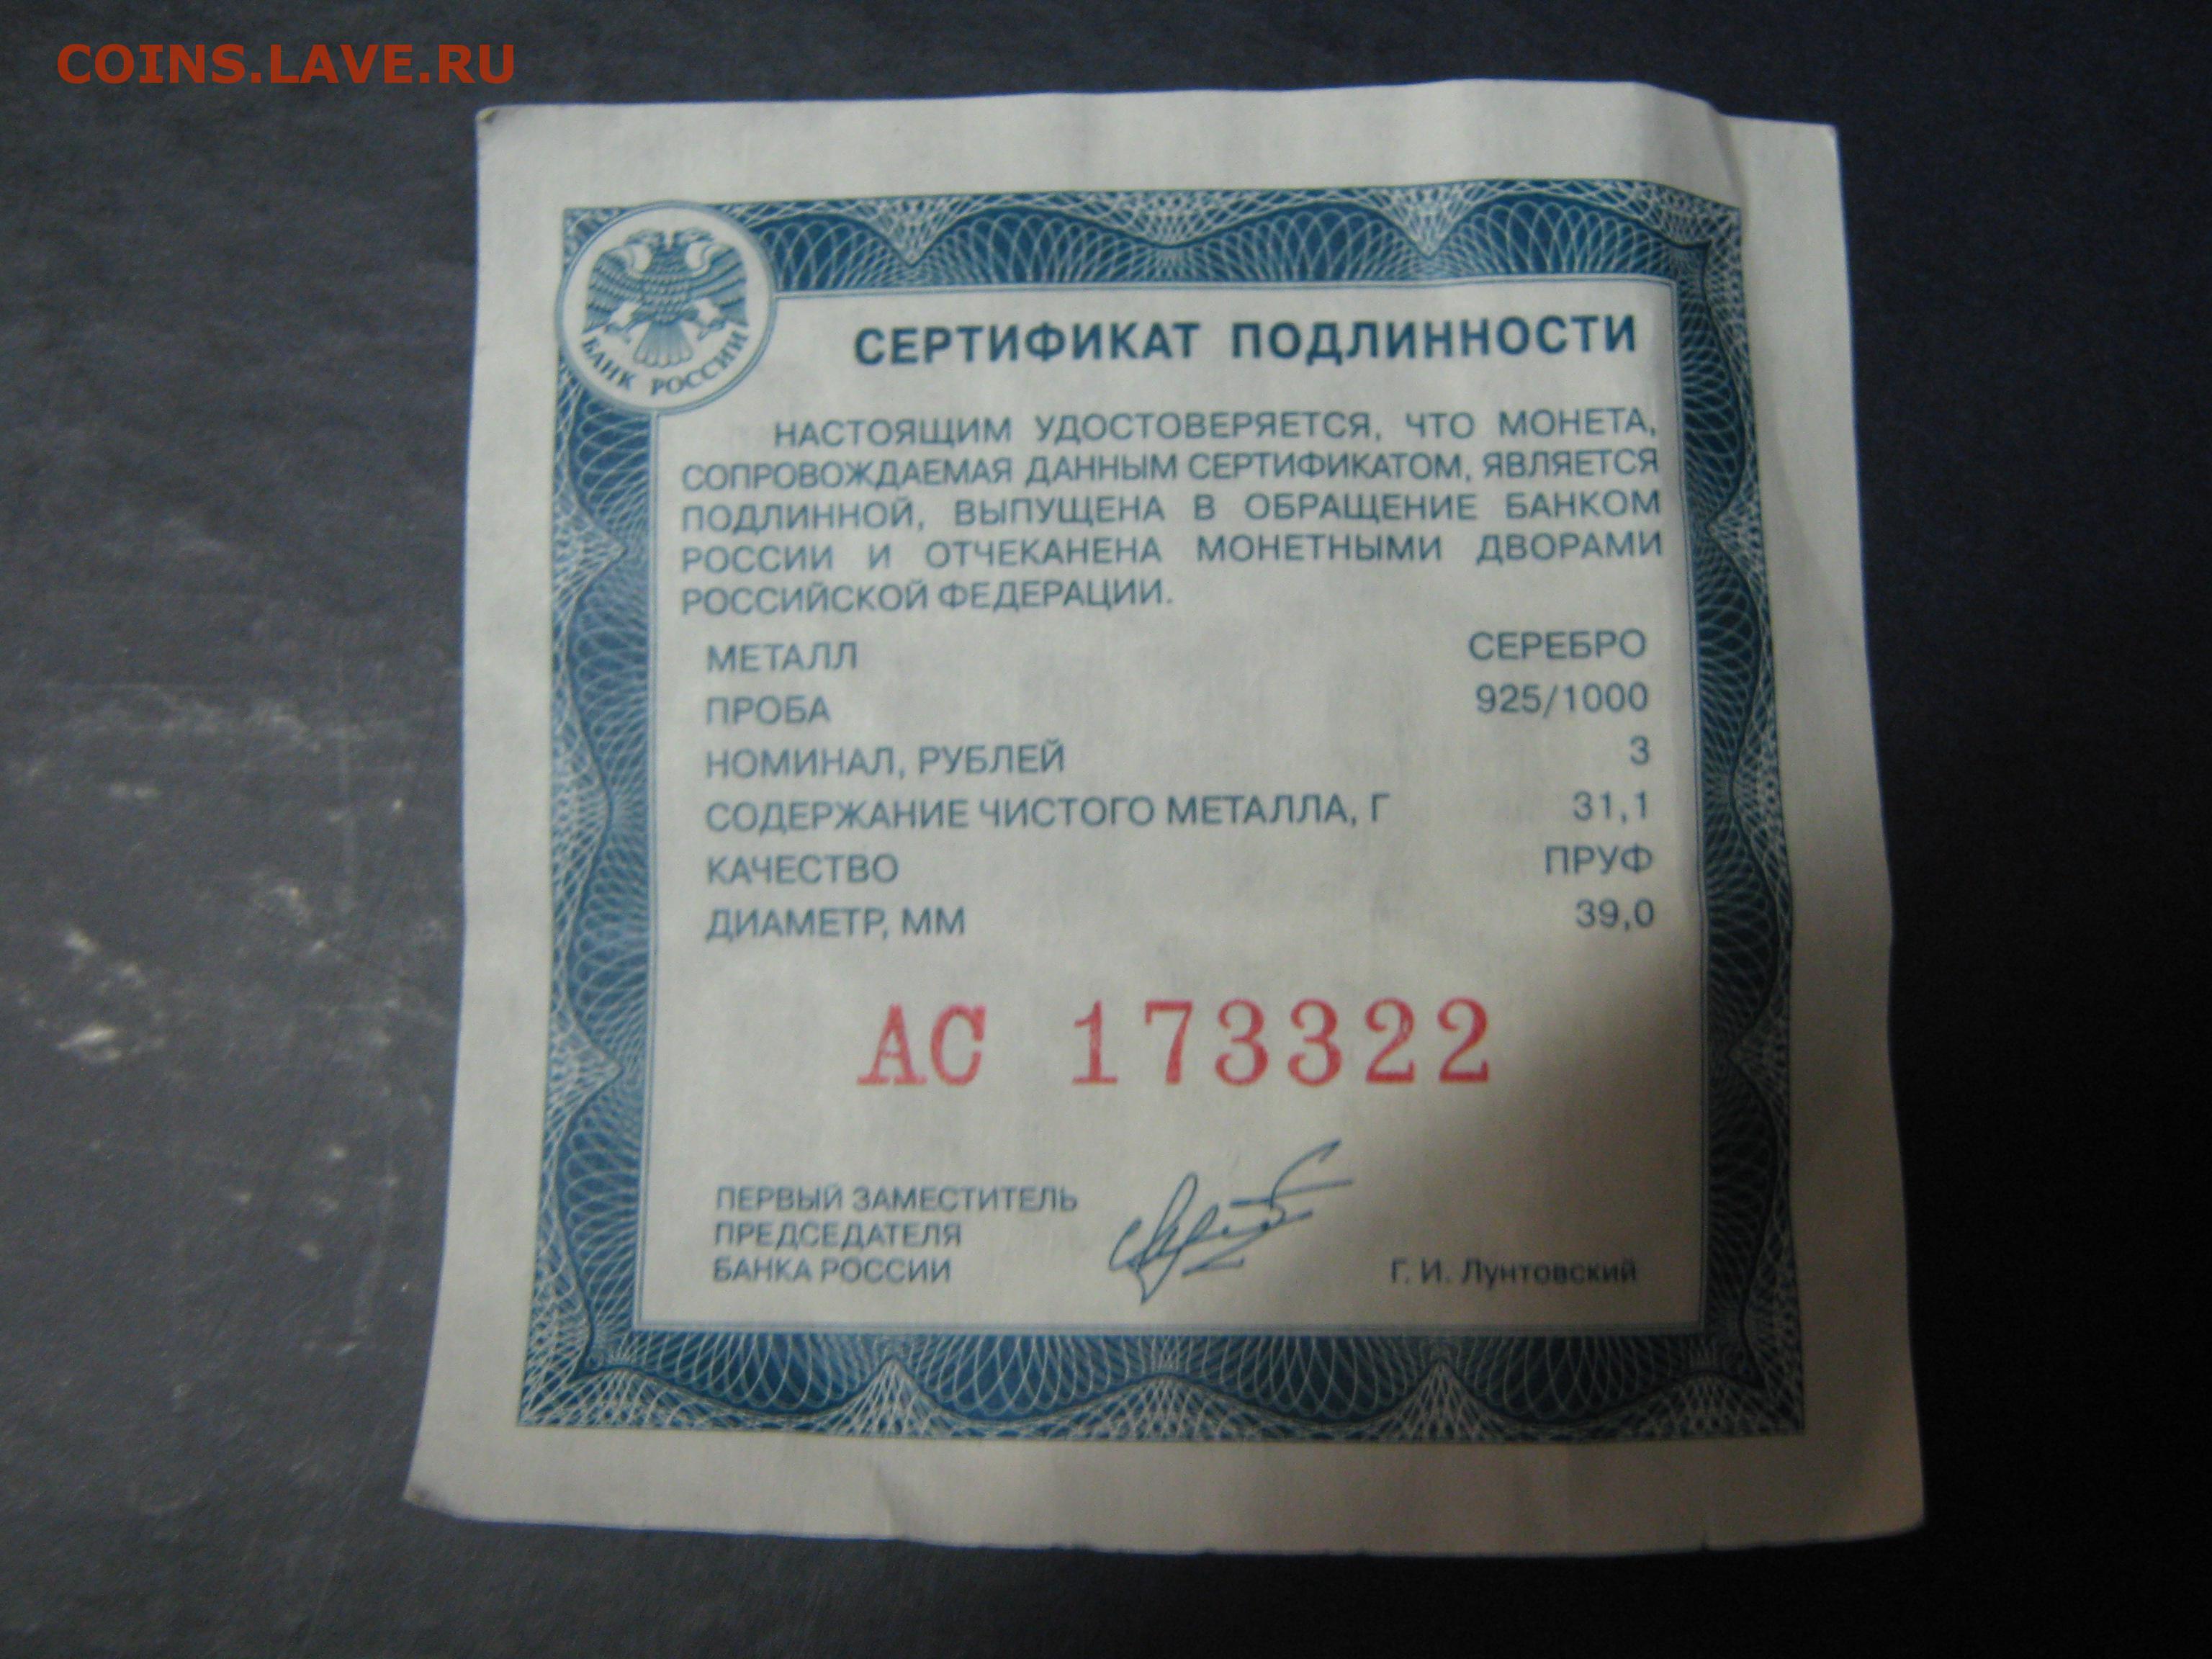 COINS.LAVE.RU
БАНК РОССИИ
СЕРТИФИКАТ ПОДЛИННОСТИ
НАСТОЯЩИМ УДОСТОВЕРЯЕТСЯ, ЧТО МОНЕТА,
СОПРОВОЖДАЕМАЯ ДАННЫМ СЕРТИФИКАТОМ, ЯВЛЯЕТСЯ
ПОДЛИННОЙ, ВЫПУЩЕНА В ОБРАЩЕНИЕ БАНКОМ
РОССИИ И ОТЧЕКАНЕНА МОНЕТНЫМИ ДВОРАМИ
РОССИЙСКОЙ ФЕДЕРАЦИИ.
МЕТАЛЛ СЕРЕБРО
ПРОБА 925/1000
НОМИНАЛ, РУБЛЕЙ 3
СОДЕРЖАНИЕ ЧИСТОГО МЕТАЛЛА, Г 31,1
КАЧЕСТВО ПРУФ
ДИАМЕТР, ММ 39,0
АС 173322
ПЕРВЫЙ ЗАМЕСТИТЕЛЬ
ПРЕДСЕДАТЕЛЯ
БАНКА РОССИИ Г. И. Лунтовский